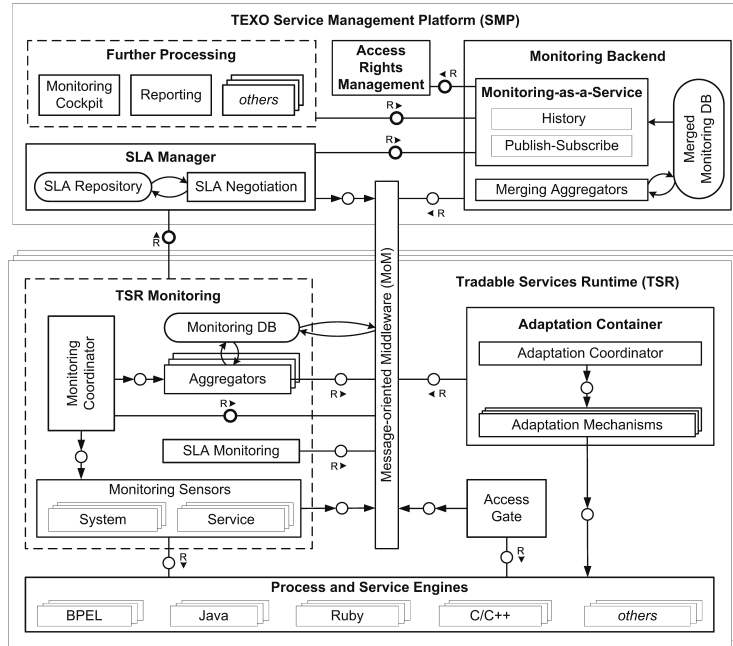 TEXO Service Management Platform (SMP)
Further Processing
Monitoring
Cockpit
Reporting
others
Access
Rights
Management
R
Monitoring Backend
Monitoring-as-a-Service
History
Publish-Subscribe
Merged
Monitoring DB
Merging Aggregators
R
R
SLA Manager
SLA Repository
SLA Negotiation
R
R
Message-oriented Middleware (MoM)
Tradable Services Runtime (TSR)
TSR Monitoring
Monitoring DB
Monitoring
Coordinator
Aggregators
R
R
SLA Monitoring
R
Monitoring Sensors
System
Service
R
Adaptation Container
Adaptation Coordinator
Adaptation Mechanisms
R
Access
Gate
R
Process and Service Engines
BPEL
Java
Ruby
C/C++
others